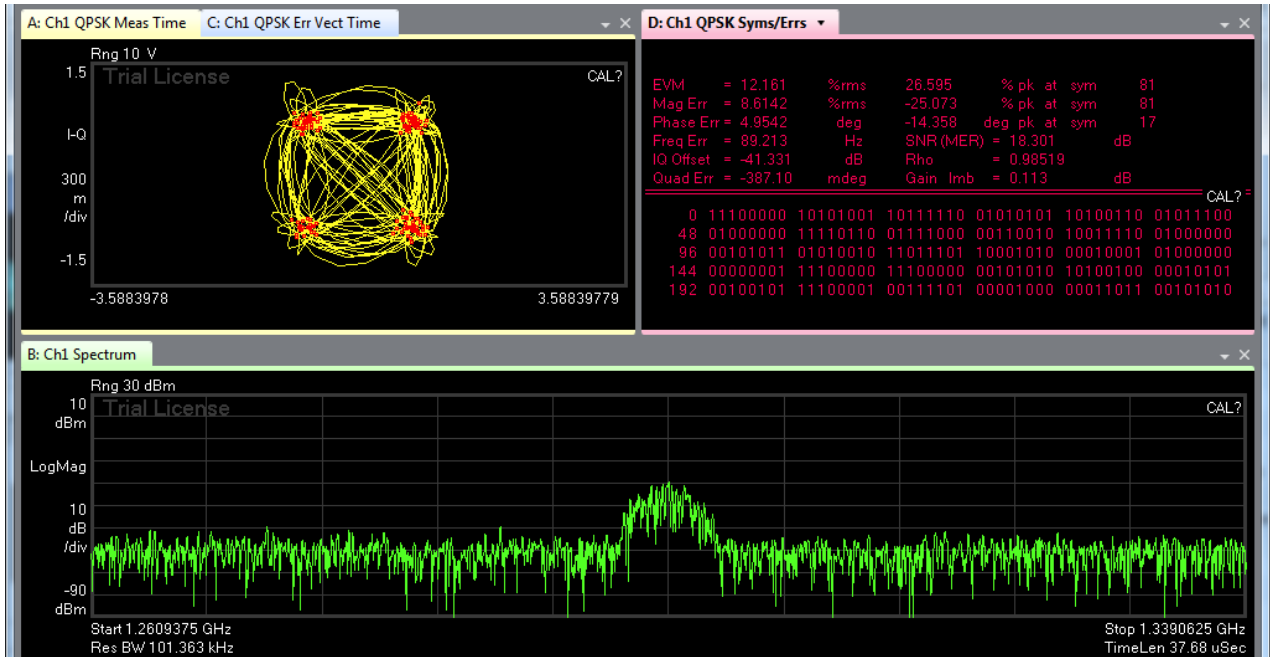 A: Ch1 QPSK Meas Time C: Ch1 QPSK Err Vect Time
Rng 10 V
1.5 Trial License CAL?
I-Q
300
m
/div
-1.5
-3.5883978 3.58839779
D: Ch1 QPSK Syms/Errs
EVM = 12.161 %rms 26.595 % pk at sym 81
Mag Err = 8.6142 %rms -25.073 % pk at sym 81
Phase Err = 4.9542 deg -14.358 deg pk at sym 17
Freq Err = 89.213 Hz SNR(MER) = 18.301 dB
IQ Offset = -41.331 dB Rho = 0.98519
Quad Err = -387.10 mdeg Gain Imb = 0.113 dB
CAL?
0 11100000 10101001 10111110 01010101 10100110 01011100
48 01000000 11110110 01111000 00110010 10011110 01000000
96 00101011 01010010 11011101 10001010 00010001 01000000
144 00000001 11100000 11100000 00101010 10100100 00010101
192 00100101 11100001 00111101 00001000 00011011 00101010
B: Ch1 Spectrum
Rng 30 dBm
10 Trial License CAL?
dBm
LogMag
10
dB
/div
-90
dBm
Start 1.2609375 GHz Stop 1.3390625 GHz
Res BW 101.363 kHz TimeLen 37.68 uSec